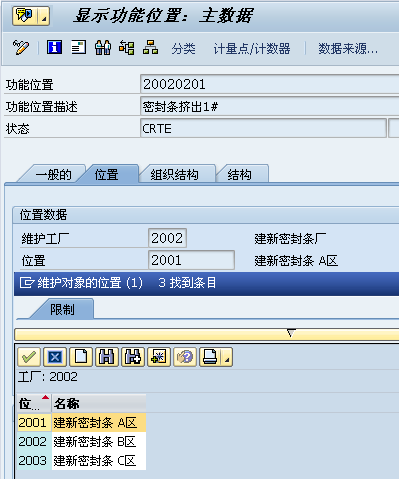 显示功能位置：主数据
分类 计量点/计数器 数据来源...
功能位置 20020201
功能位置描述 密封条挤出1#
状态 CRTE
一般的 位置 组织结构 结构
位置数据
维护工厂 2002 建新密封条厂
位置 2001 建新密封条 A区
维护对象的位置 (1) 3 找到条目
限制
工厂: 2002
位... 名称
2001 建新密封条 A区
2002 建新密封条 B区
2003 建新密封条 C区